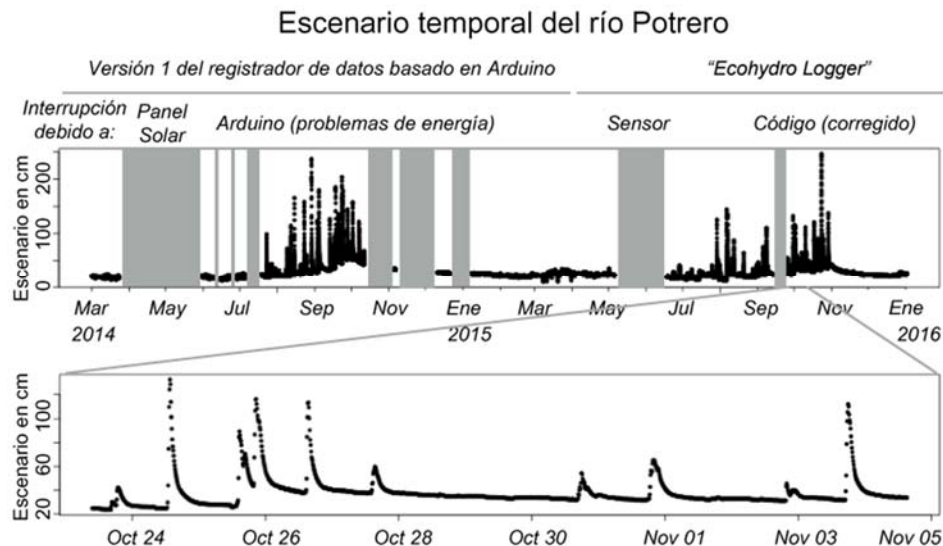 Escenario temporal del río Potrero
Versión 1 del registrador de datos basado en Arduino
"Ecohydro Logger"
Interrupción debido a:
Panel Solar
Arduino (problemas de energía)
Sensor
Código (corregido)
Escenario en cm
200
100
50
0
Mar May Jul Sep Nov Ene Mar May Jul Sep Nov Ene
2014 2015 2016
Escenario en cm
100
60
20
Oct 24 Oct 26 Oct 28 Oct 30 Nov 01 Nov 03 Nov 05